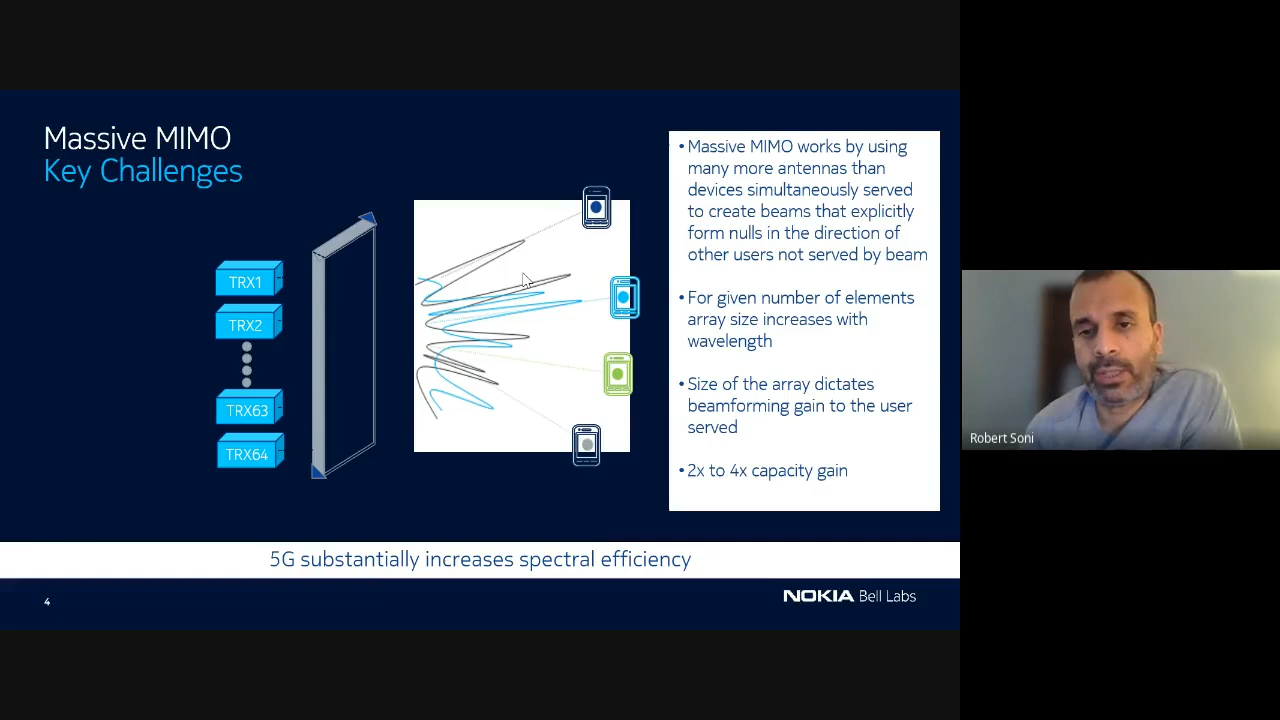 Massive MIMO
Key Challenges
TRX1
TRX2
TRX63
TRX64
• Massive MIMO works by using
many more antennas than
devices simultaneously served
to create beams that explicitly
form nulls in the direction of
other users not served by beam
• For given number of elements
array size increases with
wavelength
• Size of the array dictates
beamforming gain to the user
served
• 2x to 4x capacity gain
5G substantially increases spectral efficiency
4
NOKIA Bell Labs
Robert Soni